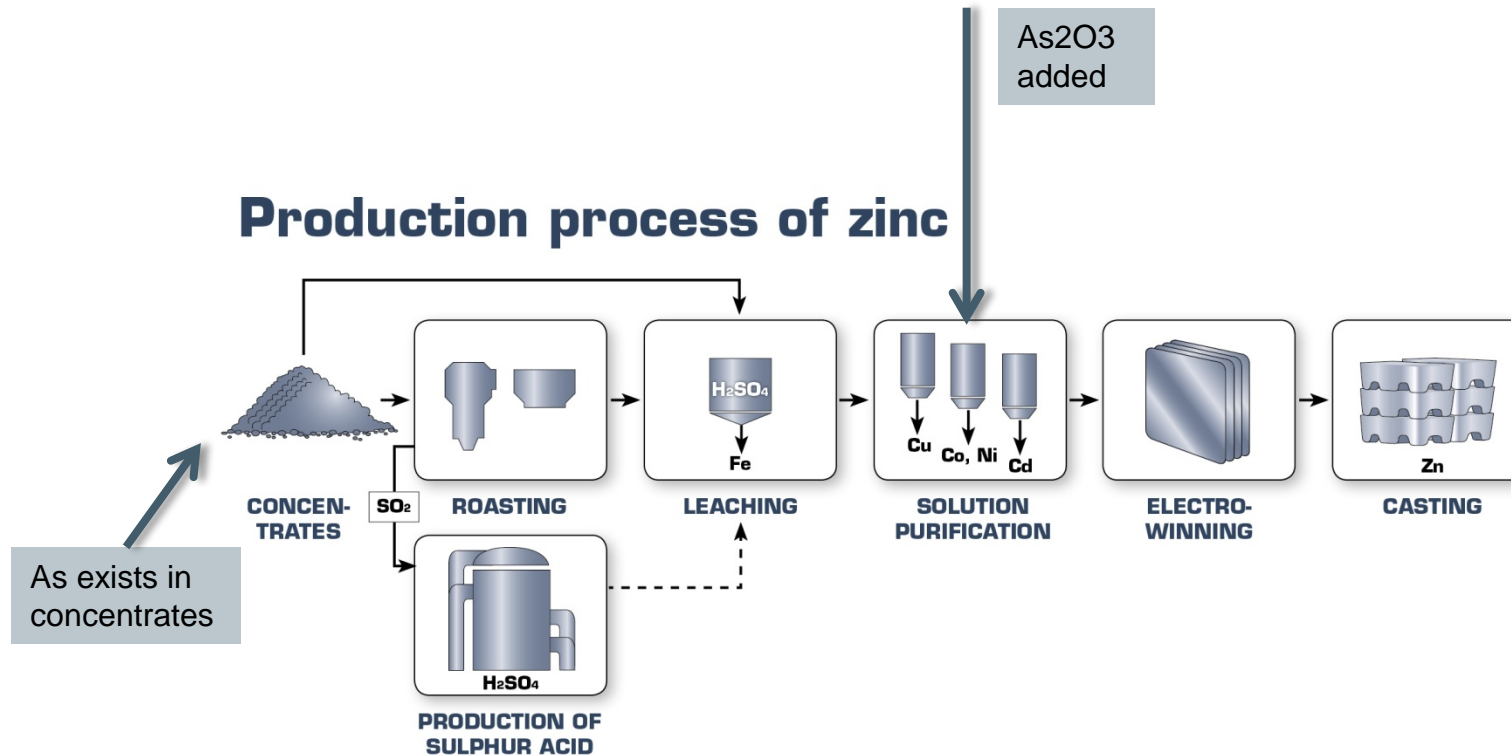 As2O3
added
Production process of zinc
H₂SO₄
Fe
Cu
Co, Ni
Cd
Zn
CONCEN-
TRATES
SO₂
ROASTING
LEACHING
SOLUTION
PURIFICATION
ELECTRO-
WINNING
CASTING
As exists in
concentrates
H₂SO₄
PRODUCTION OF
SULPHUR ACID